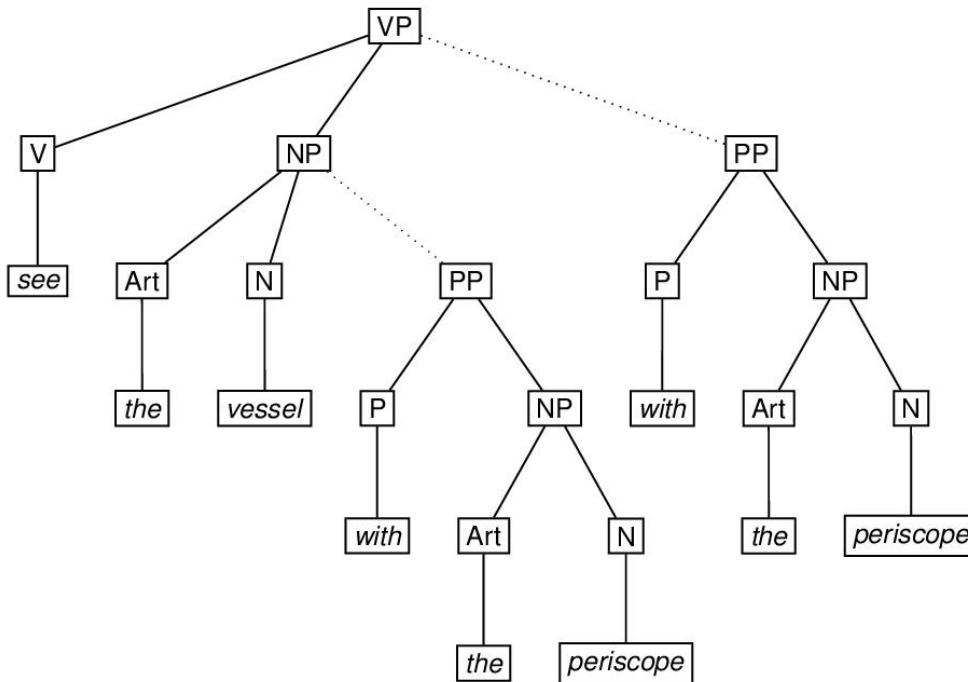 VP
V NP PP
see Art N PP P NP
the vessel P NP with Art N
with Art N the periscope
the periscope